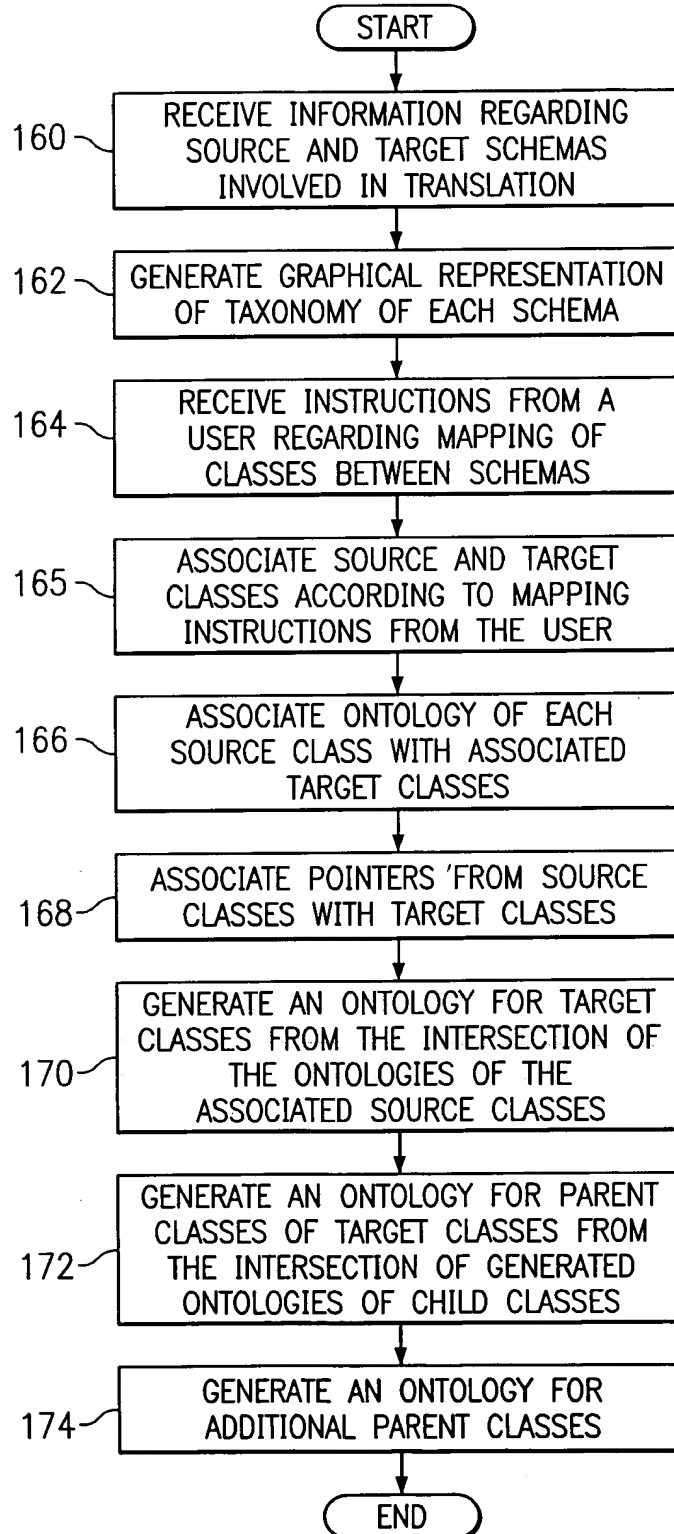 START
160
RECEIVE INFORMATION REGARDING
SOURCE AND TARGET SCHEMAS
INVOLVED IN TRANSLATION
162
GENERATE GRAPHICAL REPRESENTATION
OF TAXONOMY OF EACH SCHEMA
164
RECEIVE INSTRUCTIONS FROM A
USER REGARDING MAPPING OF
CLASSES BETWEEN SCHEMAS
165
ASSOCIATE SOURCE AND TARGET
CLASSES ACCORDING TO MAPPING
INSTRUCTIONS FROM THE USER
166
ASSOCIATE ONTOLOGY OF EACH
SOURCE CLASS WITH ASSOCIATED
TARGET CLASSES
168
ASSOCIATE POINTERS FROM SOURCE
CLASSES WITH TARGET CLASSES
170
GENERATE AN ONTOLOGY FOR TARGET
CLASSES FROM THE INTERSECTION OF
THE ONTOLOGIES OF THE
ASSOCIATED SOURCE CLASSES
172
GENERATE AN ONTOLOGY FOR PARENT
CLASSES OF TARGET CLASSES FROM
THE INTERSECTION OF GENERATED
ONTOLOGIES OF CHILD CLASSES
174
GENERATE AN ONTOLOGY FOR
ADDITIONAL PARENT CLASSES
END